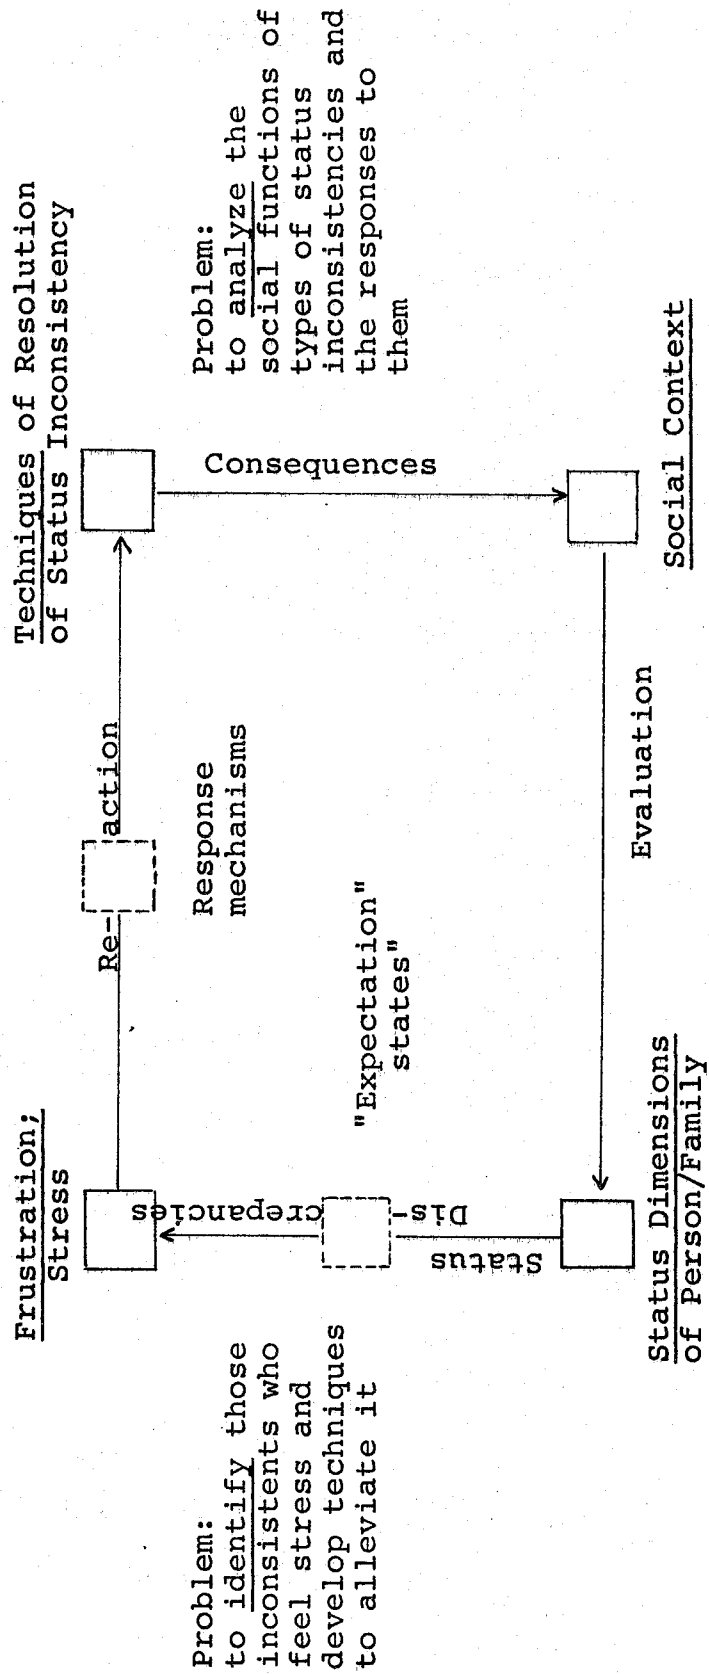 Frustration;
Stress
Techniques of Resolution
of Status Inconsistency
Re-
action
Response
mechanisms
Problem:
to identify those
inconsistents who
feel stress and
develop techniques
to alleviate it
Status
Dis-
crepancies
"Expectation"
states"
Consequences
Problem:
to analyze the
social functions of
types of status
inconsistencies and
the responses to
them
Evaluation
Status Dimensions
of Person/Family
Social Context